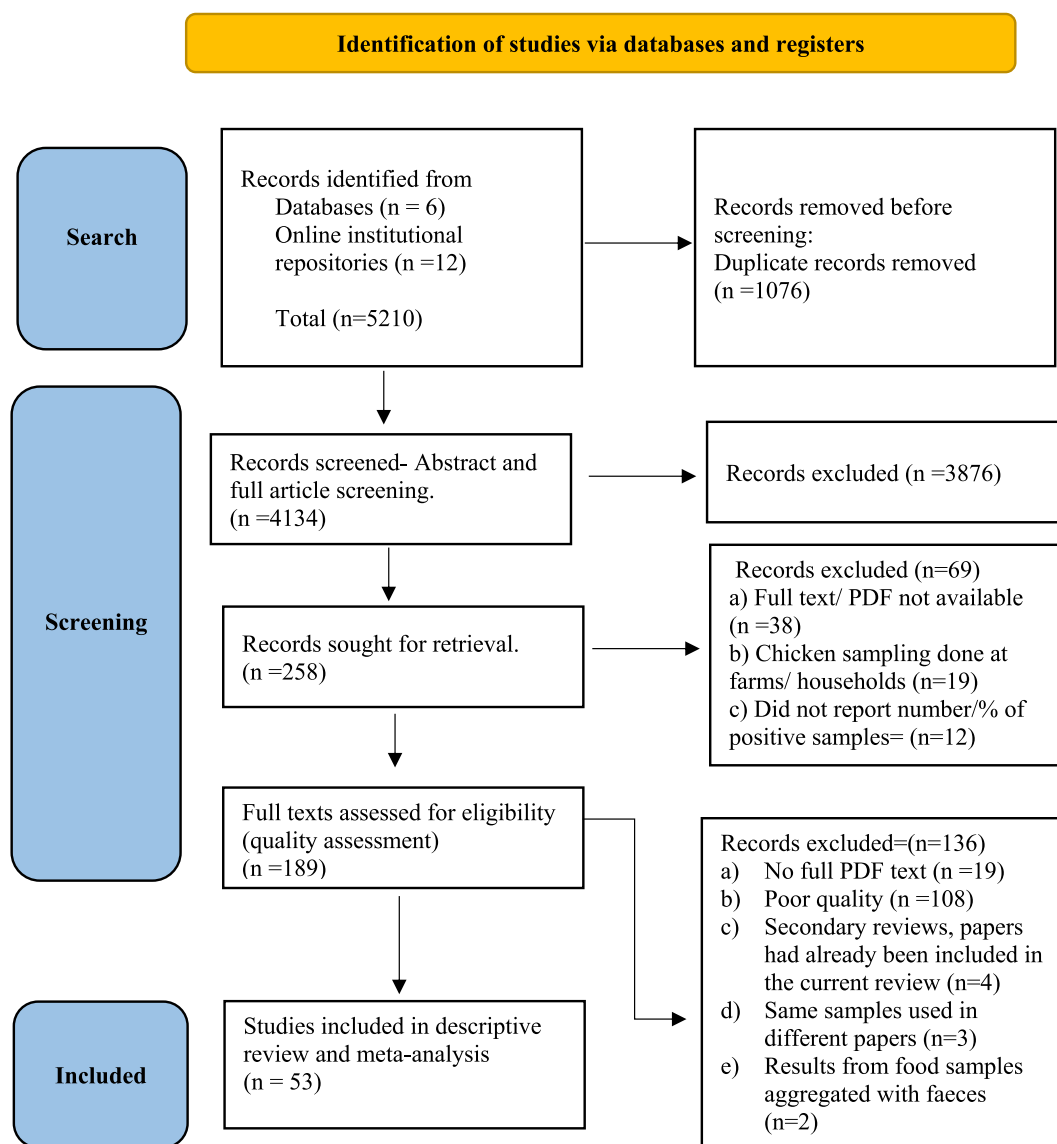 Identification of studies via databases and registers
Search
Records identified from
Databases (n = 6)
Online institutional
repositories (n =12)
Total (n=5210)
Records removed before
screening:
Duplicate records removed
(n =1076)
Screening
Records screened- Abstract and
full article screening.
(n =4134)
Records excluded (n =3876)
Records sought for retrieval.
(n =258)
Records excluded (n=69)
a) Full text/ PDF not available
(n =38)
b) Chicken sampling done at
farms/ households (n=19)
c) Did not report number/% of
positive samples= (n=12)
Full texts assessed for eligibility
(quality assessment)
(n =189)
Records excluded=(n=136)
a) No full PDF text (n =19)
b) Poor quality (n =108)
c) Secondary reviews, papers
had already been included in
the current review (n=4)
d) Same samples used in
different papers (n=3)
e) Results from food samples
aggregated with faeces
(n=2)
Included
Studies included in descriptive
review and meta-analysis
(n = 53)